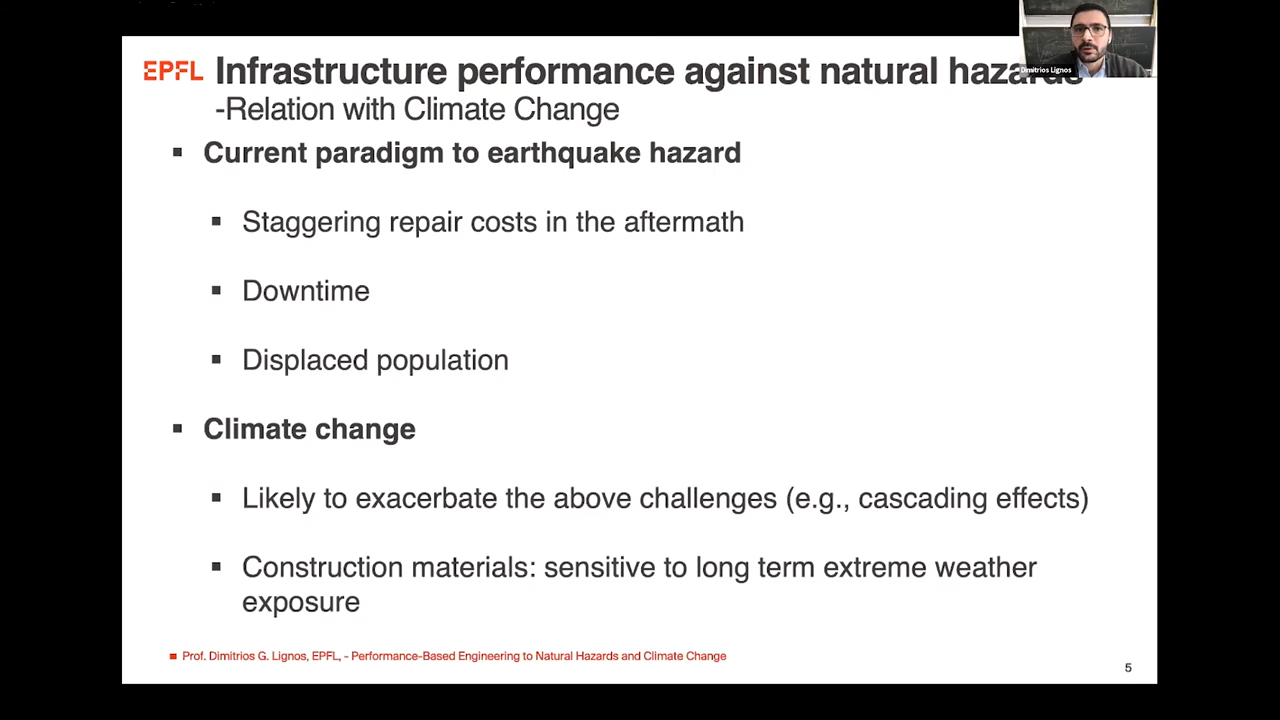 EPFL Infrastructure performance against natural hazards
Dimitrios Lignos
-Relation with Climate Change
▪ Current paradigm to earthquake hazard
▪ Staggering repair costs in the aftermath
▪ Downtime
▪ Displaced population
▪ Climate change
▪ Likely to exacerbate the above challenges (e.g., cascading effects)
▪ Construction materials: sensitive to long term extreme weather
exposure
▪ Prof. Dimitrios G. Lignos, EPFL, - Performance-Based Engineering to Natural Hazards and Climate Change
5